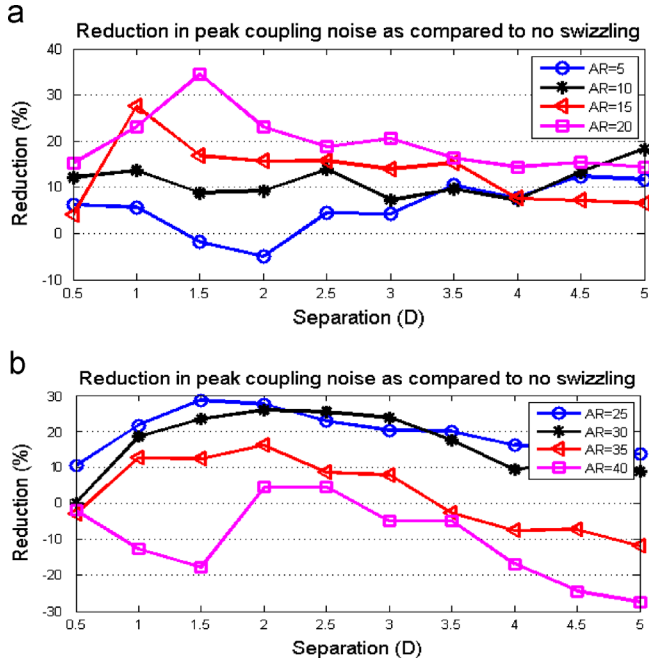 a
Reduction in peak coupling noise as compared to no swizzling
40
30
20
10
0
-10
Reduction (%)
AR=5
AR=10
AR=15
AR=20
0.5 1 1.5 2 2.5 3 3.5 4 4.5 5
Separation (D)
b
Reduction in peak coupling noise as compared to no swizzling
30
20
10
0
-10
-20
-30
Reduction (%)
AR=25
AR=30
AR=35
AR=40
0.5 1 1.5 2 2.5 3 3.5 4 4.5 5
Separation (D)